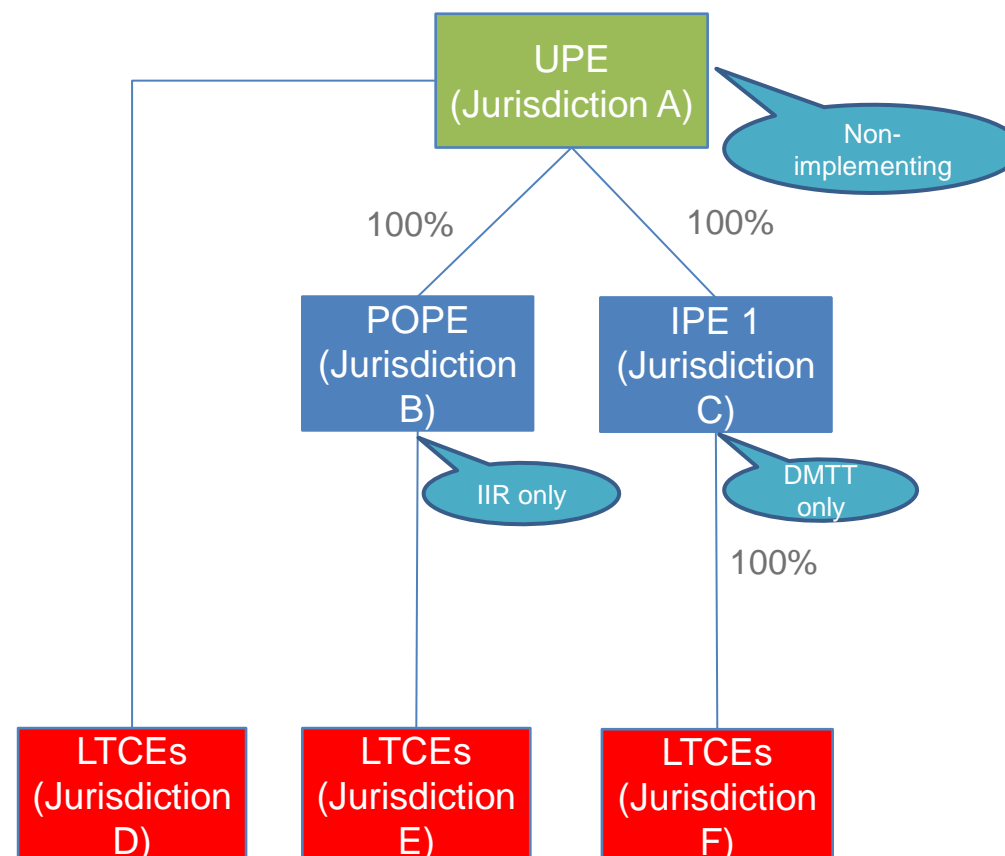 UPE
(Jurisdiction A)
Non-
implementing
100%
100%
POPE
(Jurisdiction
B)
IPE 1
(Jurisdiction
C)
IIR only
DMTT
only
100%
LTCEs
(Jurisdiction
D)
LTCEs
(Jurisdiction
E)
LTCEs
(Jurisdiction
F)